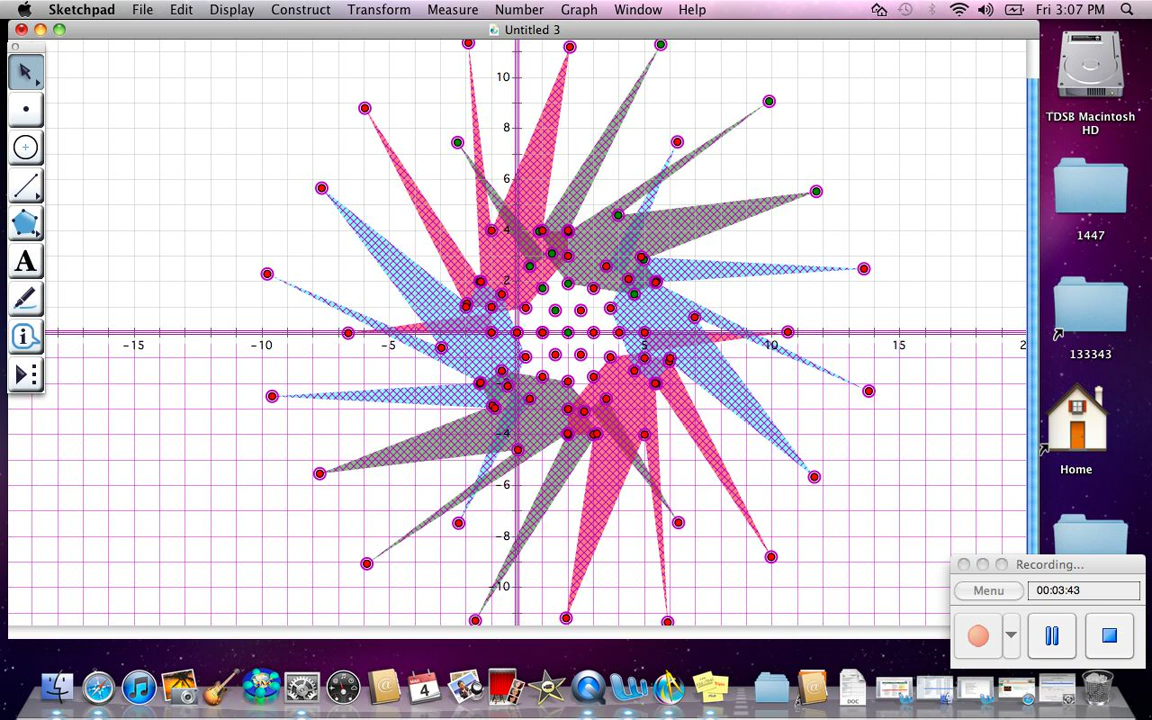 Sketchpad File Edit Display Construct Transform Measure Number Graph Window Help Fri 3:07 PM
Untitled 3
TDSB Macintosh
HD
1447
133343
Home
A
10
8
6
4
2
-15 -5 5 10 15 2
-4
-6
-8
-10
Recording...
Menu 00:03:43
4
DOC